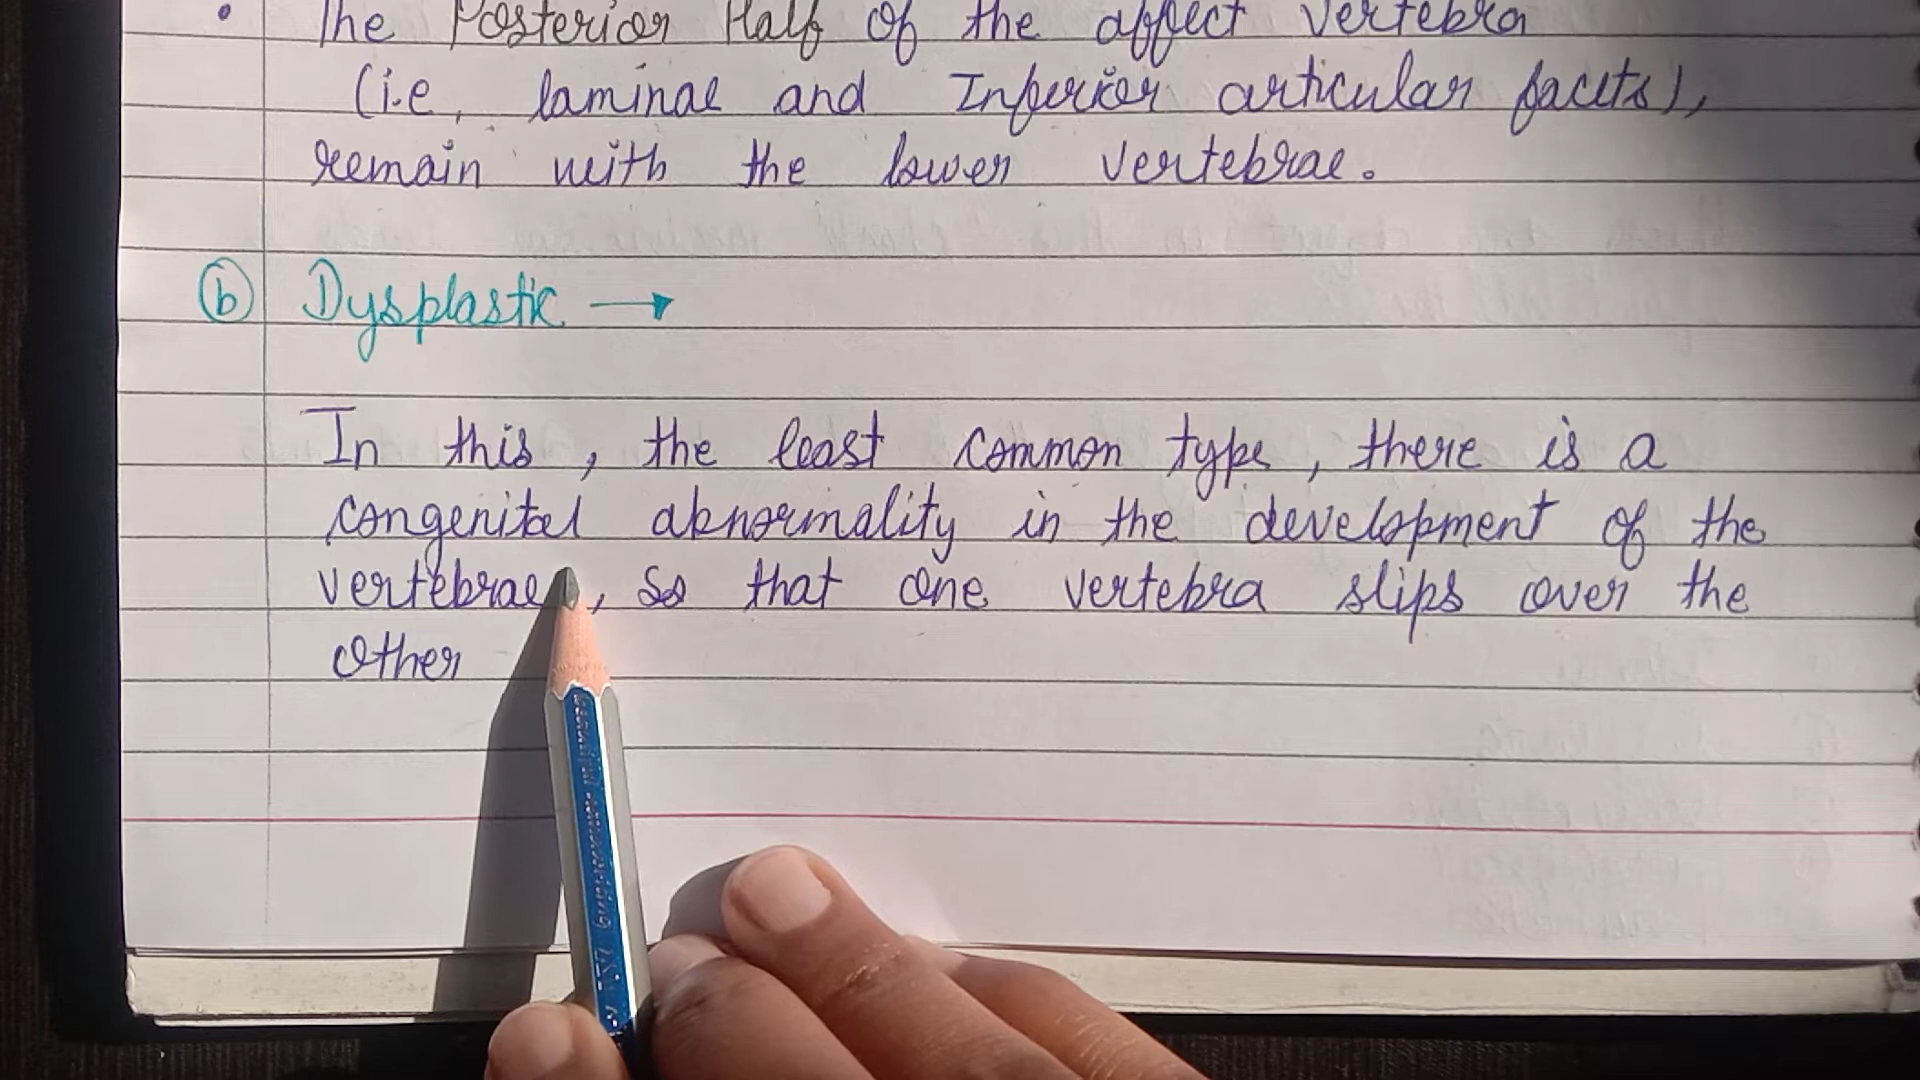 • The Posterior Half of the affect vertebra
(i.e, laminae and Inferior articular facets),
remain with the lower vertebrae.
(b) Dysplastic →
In this, the least common type, there is a
congenital abnormality in the development of the
vertebrae, so that one vertebra slips over the
other